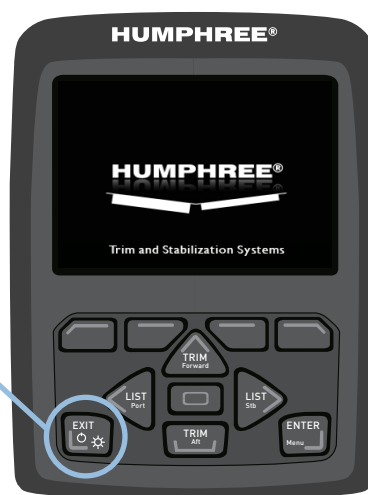 HUMPHREE®
HUMPHREE®
Trim and Stabilization Systems
TRIM
Forward
LIST
Port
LIST
Stb
EXIT
TRIM
Aft
ENTER
Menu